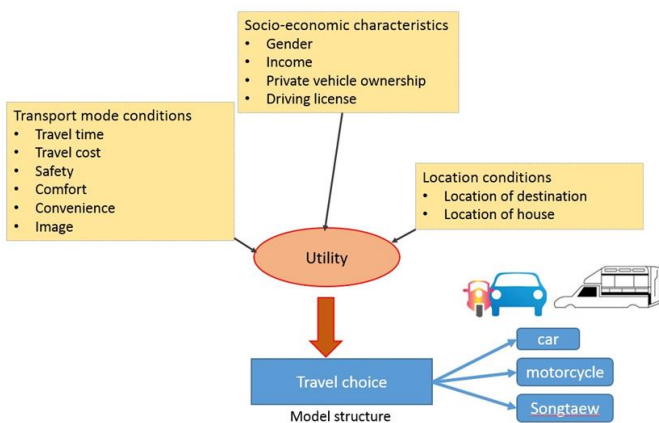 Socio-economic characteristics
• Gender
• Income
• Private vehicle ownership
• Driving license
Transport mode conditions
• Travel time
• Travel cost
• Safety
• Comfort
• Convenience
• Image
Location conditions
• Location of destination
• Location of house
Utility
Travel choice
car
motorcycle
Songtaew
Model structure